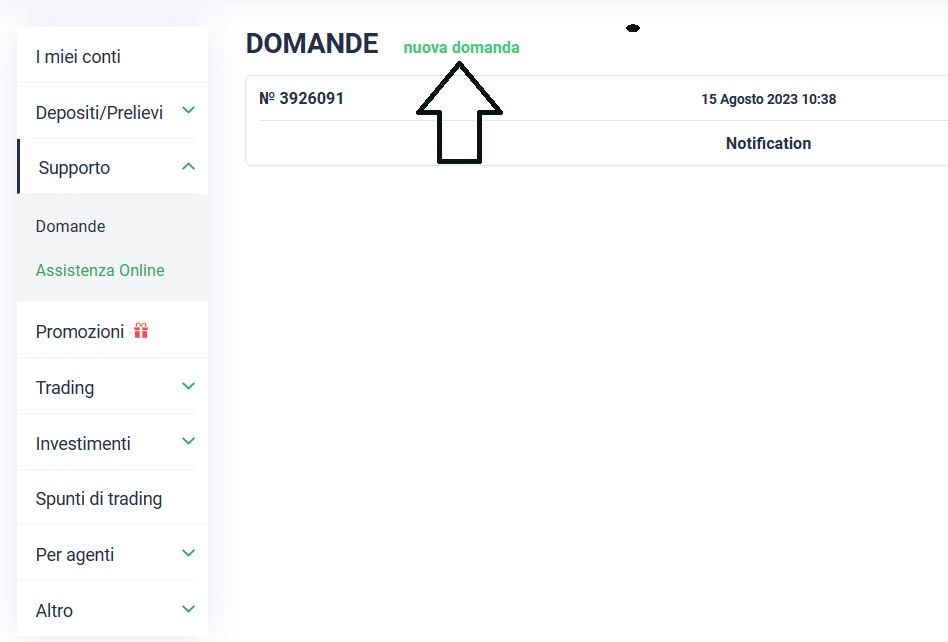 I miei conti
Depositi/Prelievi
Supporto
Domande
Assistenza Online
Promozioni
Trading
Investimenti
Spunti di trading
Per agenti
Altro
DOMANDE nuova domanda
Nº 3926091 15 Agosto 2023 10:38
Notification